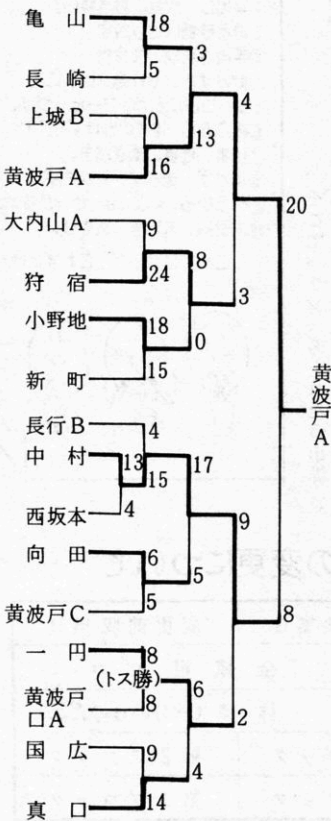 亀山 18
3
長崎 5
4
上城B 0
13
黄波戸A 16
20
大内山A 9
8
狩宿 24
3
小野地 18
0
新町 15
黄波戸A
長行B 4
中村 13
15
17
西坂本 4
9
向田 6
5
黄波戸C 5
8
一円 8
(トス勝)
6
黄波戸口A 8
2
国広 9
4
真口 14